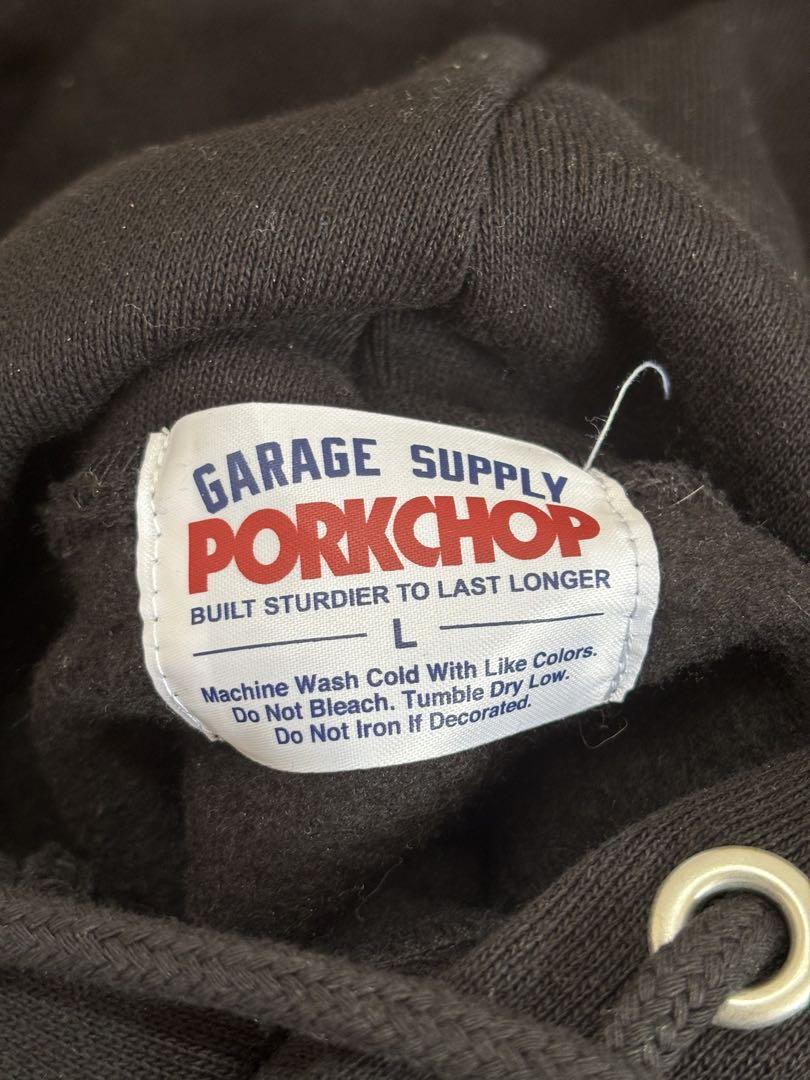 GARAGE SUPPLY
PORKCHOP
BUILT STURDIER TO LAST LONGER
L
Machine Wash Cold With Like Colors.
Do Not Bleach. Tumble Dry Low.
Do Not Iron If Decorated.